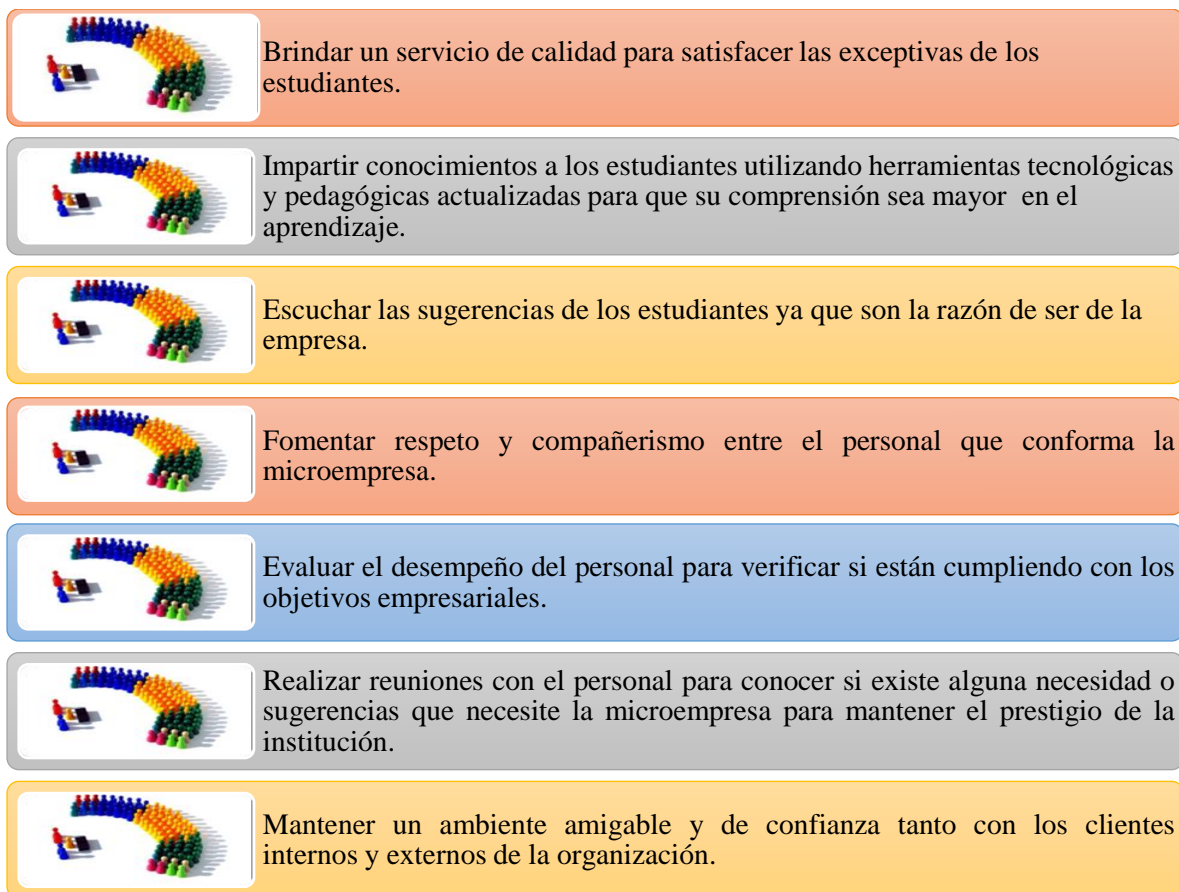 Brindar un servicio de calidad para satisfacer las exceptivas de los
estudiantes.
Impartir conocimientos a los estudiantes utilizando herramientas tecnológicas
y pedagógicas actualizadas para que su comprensión sea mayor en el
aprendizaje.
Escuchar las sugerencias de los estudiantes ya que son la razón de ser de la
empresa.
Fomentar respeto y compañerismo entre el personal que conforma la
microempresa.
Evaluar el desempeño del personal para verificar si están cumpliendo con los
objetivos empresariales.
Realizar reuniones con el personal para conocer si existe alguna necesidad o
sugerencias que necesite la microempresa para mantener el prestigio de la
institución.
Mantener un ambiente amigable y de confianza tanto con los clientes
internos y externos de la organización.